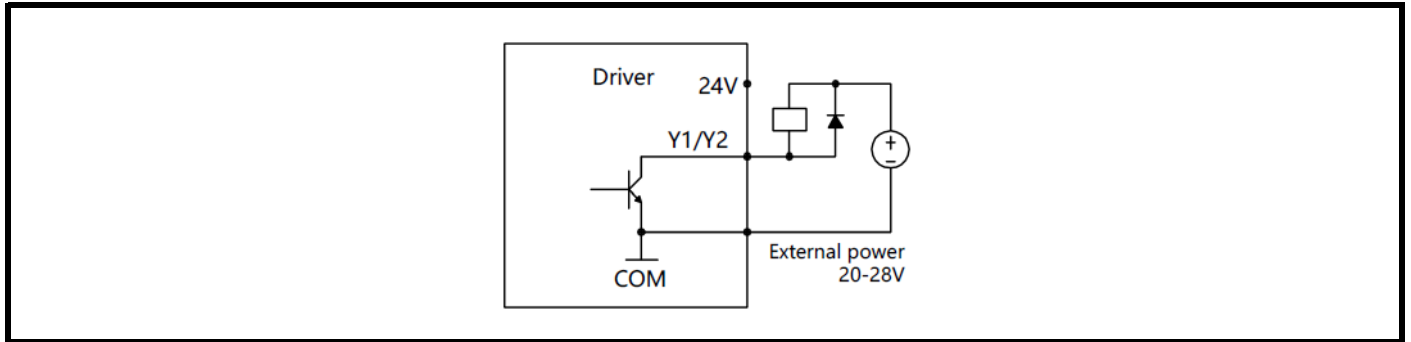 Driver
24V
Y1/Y2
+
−
External power
20-28V
COM